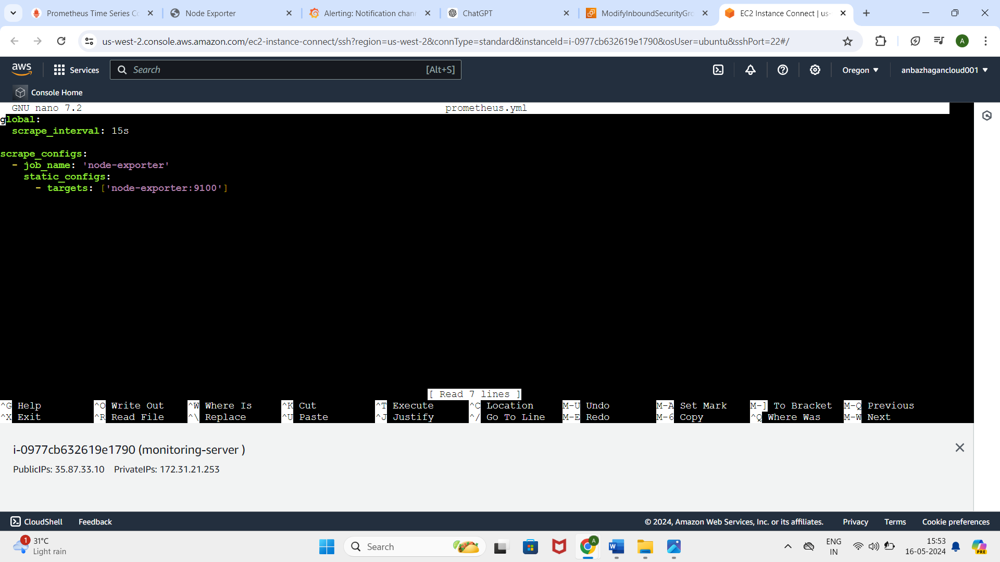 Prometheus Time Series Co
Node Exporter
Alerting: Notification chann
ChatGPT
ModifyInboundSecurityGro
EC2 Instance Connect | us-
us-west-2.console.aws.amazon.com/ec2-instance-connect/ssh?region=us-west-2&connType=standard&instanceId=i-0977cb632619e1790&osUser=ubuntu&sshPort=22#/
A
aws
Services
Search
[Alt+S]
Oregon
anbazhagancloud001
Console Home
GNU nano 7.2 prometheus.yml
global:
  scrape_interval: 15s
scrape_configs:
  - job_name: 'node-exporter'
    static_configs:
      - targets: ['node-exporter:9100']
[ Read 7 lines ]
^G Help ^O Write Out ^W Where Is ^K Cut ^T Execute ^C Location M-U Undo M-A Set Mark M-] To Bracket M-Q Previous
^X Exit ^R Read File ^\ Replace ^U Paste ^J Justify ^/ Go To Line M-E Redo M-6 Copy ^Q Where Was M-W Next
i-0977cb632619e1790 (monitoring-server )
PublicIPs: 35.87.33.10 PrivateIPs: 172.31.21.253
CloudShell Feedback © 2024, Amazon Web Services, Inc. or its affiliates. Privacy Terms Cookie preferences
1
31°C
Light rain
Search
A
W
ENG
IN
15:53
16-05-2024
PRE